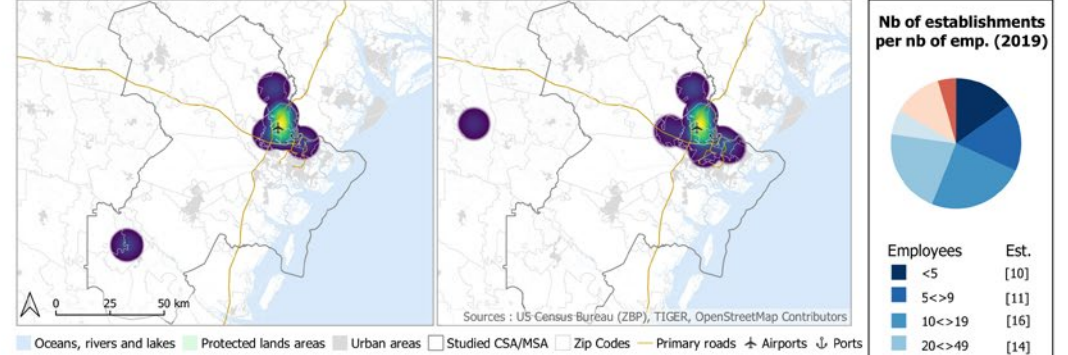 Nb of establishments
per nb of emp. (2019)
0 25 50 km
Sources : US Census Bureau (ZBP), TIGER, OpenStreetMap Contributors
Employees Est.
<5 [10]
5<>9 [11]
10<>19 [16]
20<>49 [14]
Oceans, rivers and lakes Protected lands areas Urban areas Studied CSA/MSA Zip Codes Primary roads Airports Ports